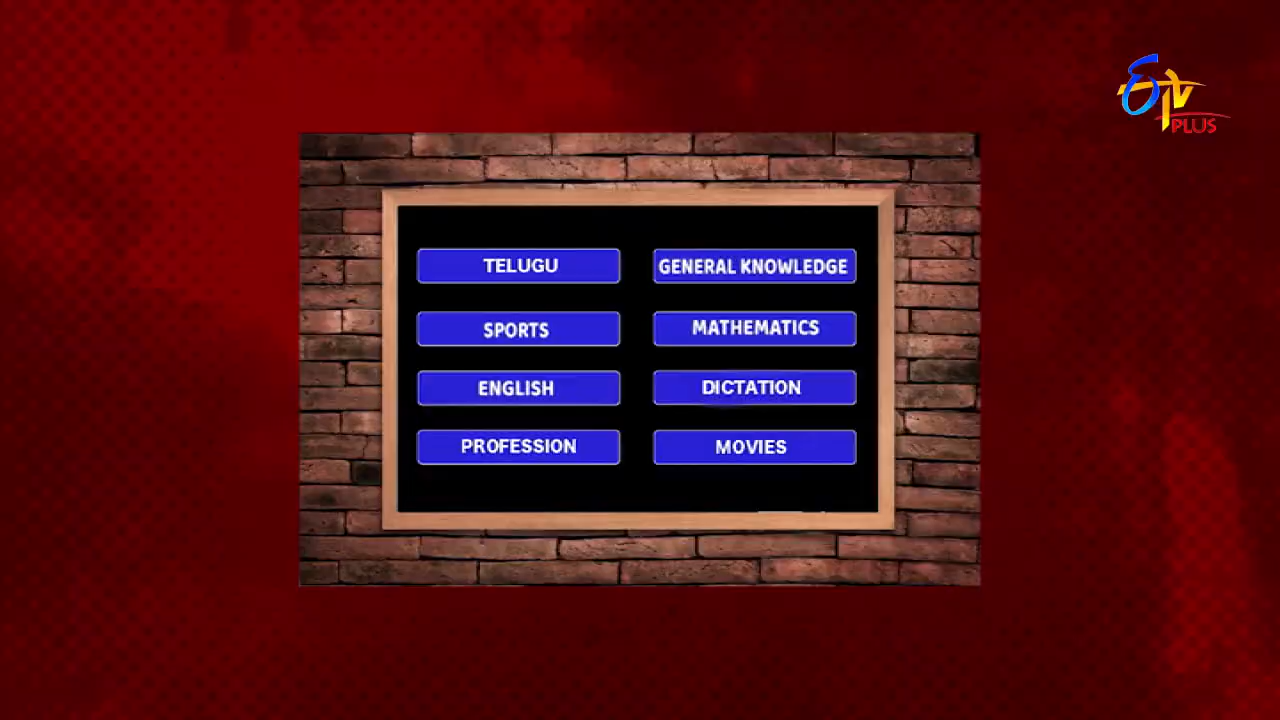 ETV
PLUS
TELUGU
GENERAL KNOWLEDGE
SPORTS
MATHEMATICS
ENGLISH
DICTATION
PROFESSION
MOVIES